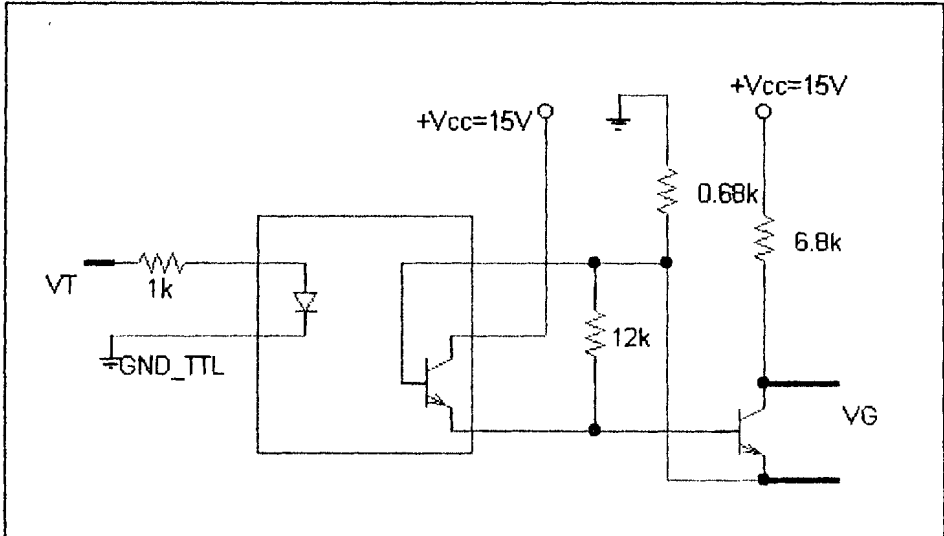 +Vcc=15V
+Vcc=15V
0.68k
6.8k
VT
1k
12k
GND_TTL
VG